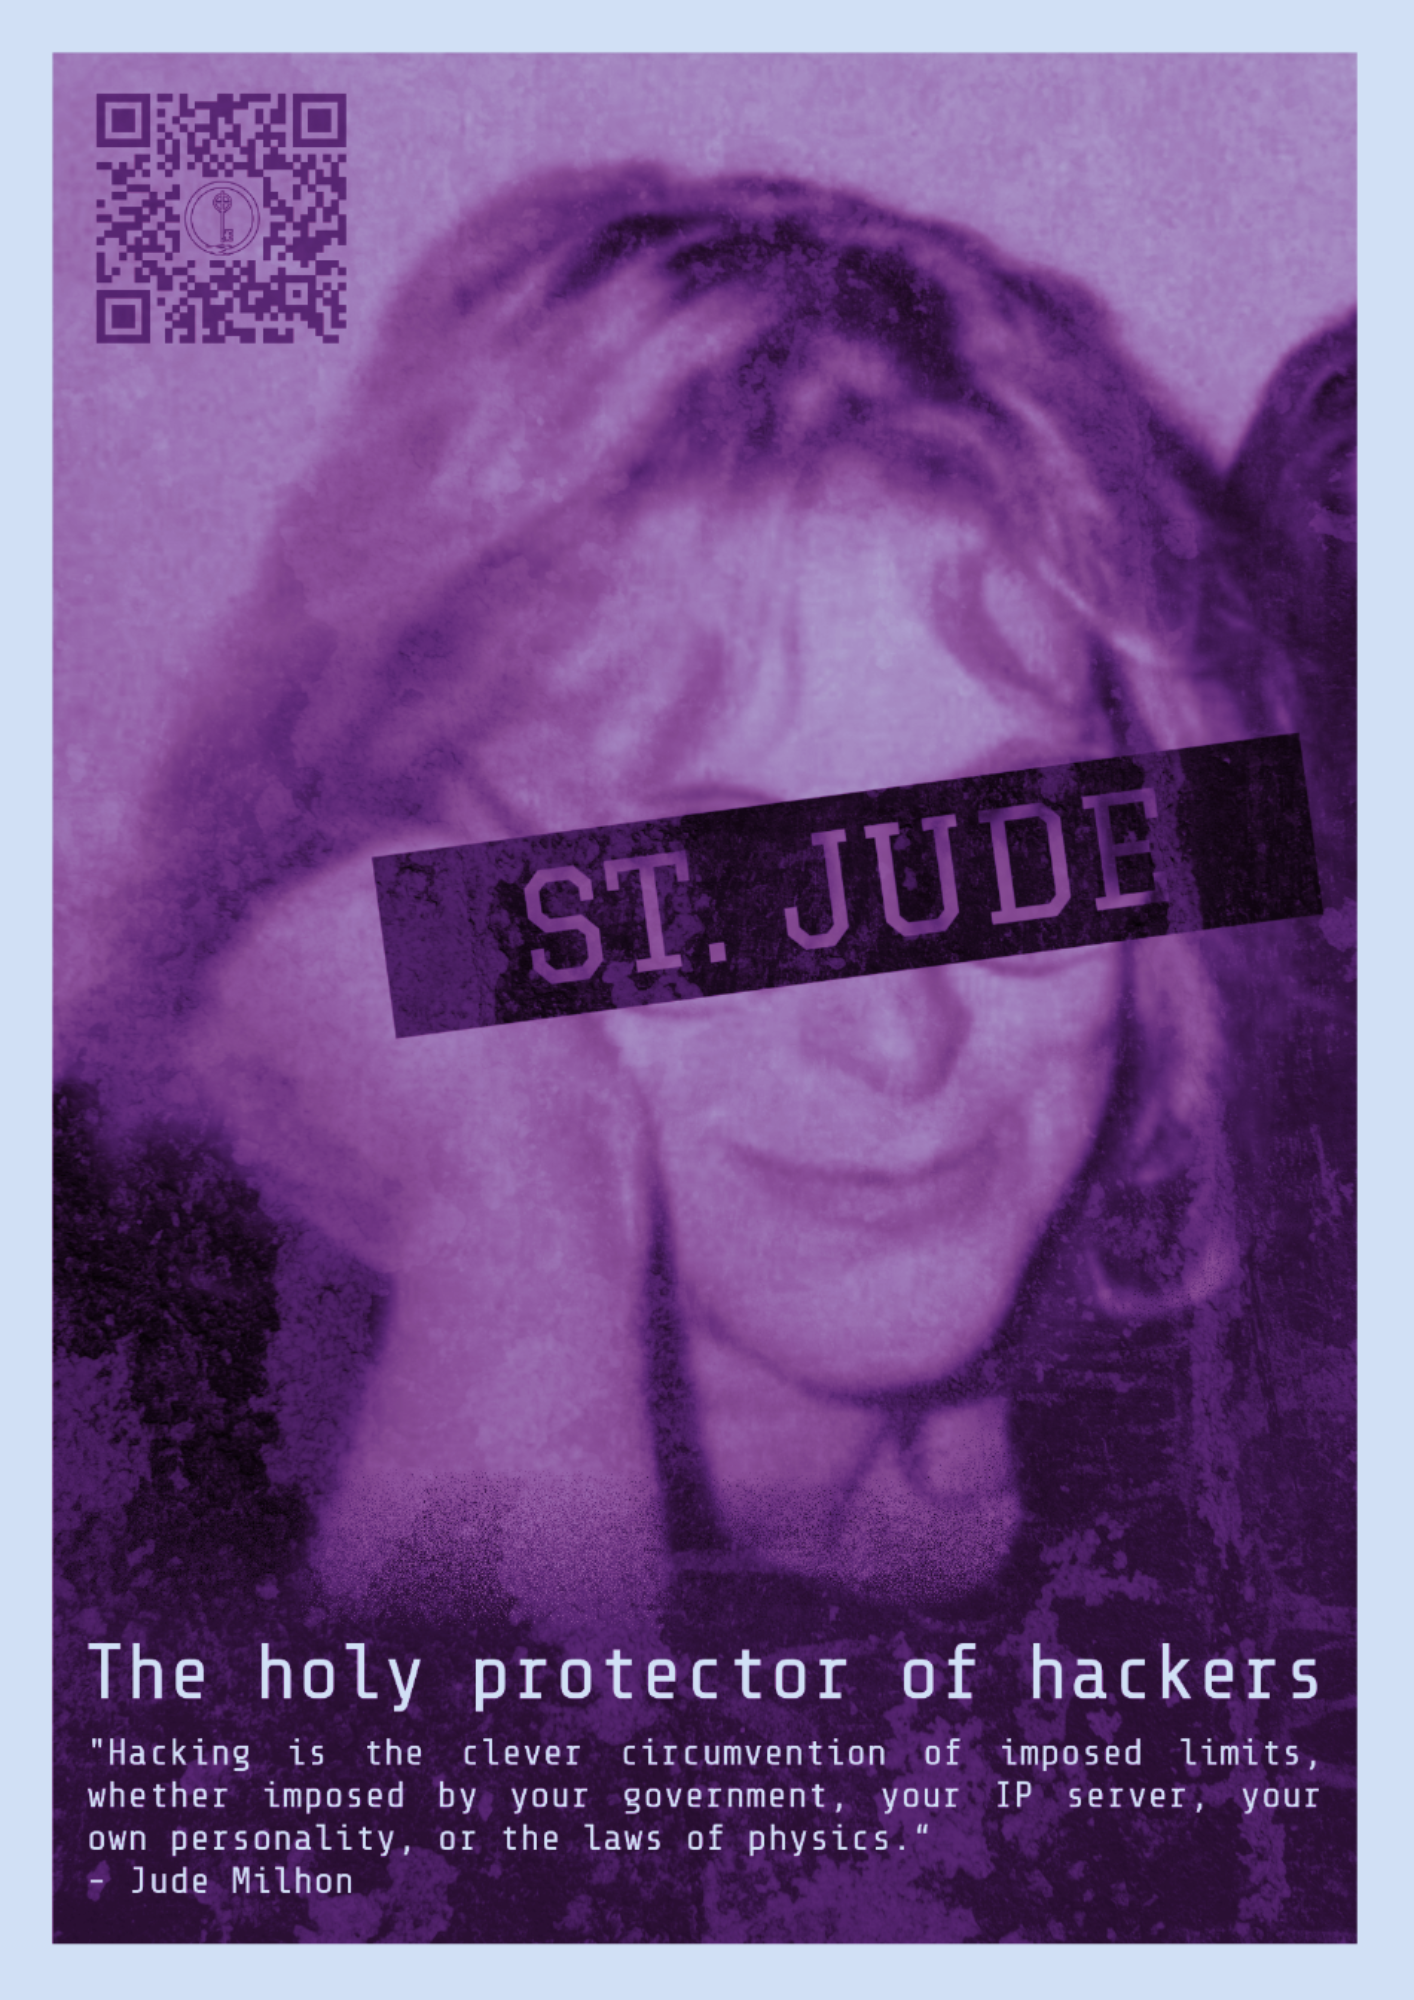 ST. JUDE
The holy protector of hackers
"Hacking is the clever circumvention of imposed limits,
whether imposed by your government, your IP server, your
own personality, or the laws of physics.“
- Jude Milhon